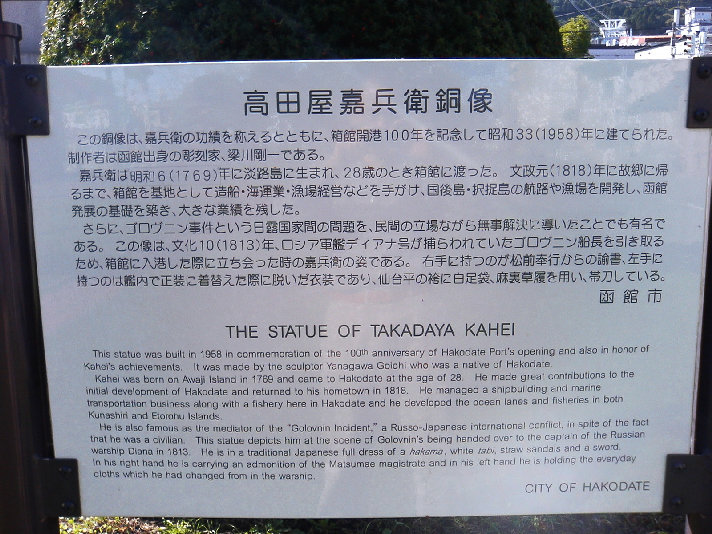 高田屋嘉兵衛銅像
この銅像は、嘉兵衛の功績を称えるとともに、箱館開港100年を記念して昭和33(1958)年に建てられた。
制作者は函館出身の彫刻家、梁川剛一である。
嘉兵衛は明和6(1769)年に淡路島に生まれ、28歳のとき箱館に渡った。 文政元(1818)年に故郷に帰
るまで、箱館を基地として造船・海運業・漁場経営などを手がけ、国後島・択捉島の航路や漁場を開発し、函館
発展の基礎を築き、大きな業績を残した。
さらに、ゴロヴニン事件という日露国家間の問題を、民間の立場ながら無事解決に導いたことでも有名で
ある。 この像は、文化10(1813)年、ロシア軍艦ディアナ号が捕らわれていたゴロヴニン船長を引き取る
ため、箱館に入港した際に立ち会った時の嘉兵衛の姿である。 右手に持つのが松前奉行からの諭書、左手に
持つのは艦内で正装に着替えた際に脱いだ衣装であり、仙台平の袴に白足袋、麻裏草履を用い、帯刀している。
函館市
THE STATUE OF TAKADAYA KAHEI
This statue was built in 1958 in commemoration of the 100th anniversary of Hakodate Port's opening and also in honor of
Kahei's achievements. It was made by the sculptor Yanagawa Goichi who was a native of Hakodate.
Kahei was born on Awaji Island in 1769 and came to Hakodate at the age of 28. He made great contributions to the
initial development of Hakodate and returned to his hometown in 1818. He managed a shipbuilding and marine
transportation business along with a fishery here in Hakodate and he developed the ocean lanes and fisheries in both
Kunashiri and Etorohu Islands.
He is also famous as the mediator of the "Golovnin Incident," a Russo-Japanese international conflict, in spite of the fact
that he was a civilian. This statue depicts him at the scene of Golovnin's being handed over to the captain of the Russian
warship Diana in 1813. He is in a traditional Japanese full dress of a hakama, white tabi, straw sandals and a sword.
In his right hand he is carrying an admonition of the Matsumae magistrate and in his left hand he is holding the everyday
cloths which he had changed from in the warship.
CITY OF HAKODATE